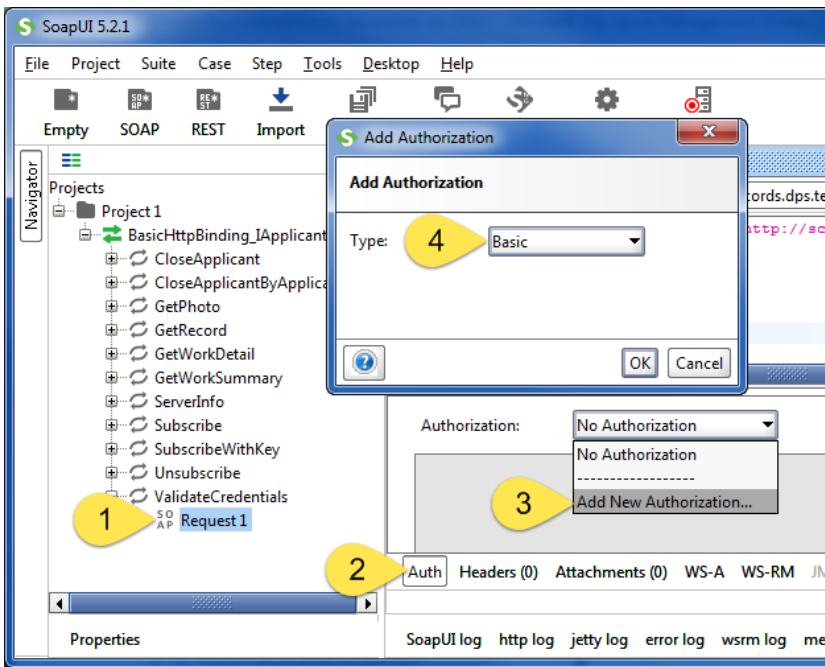 SoapUI 5.2.1
File Project Suite Case Step Tools Desktop Help
Empty SOAP REST Import
Navigator
Projects
Project 1
BasicHttpBinding_IApplicant
CloseApplicant
CloseApplicantByApplica
GetPhoto
GetRecord
GetWorkDetail
GetWorkSummary
ServerInfo
Subscribe
SubscribeWithKey
Unsubscribe
ValidateCredentials
1
SOAP Request 1
Properties
Add Authorization
Add Authorization
Type: 4 Basic
OK Cancel
cords.dps.te
http://sc
Authorization: No Authorization
No Authorization
------------------
3 Add New Authorization...
2
Auth Headers (0) Attachments (0) WS-A WS-RM JM
SoapUI log http log jetty log error log wsrm log me